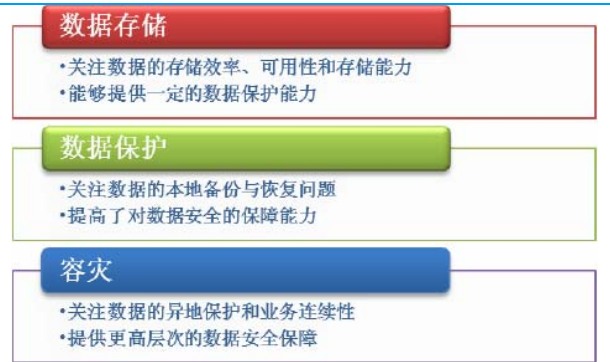 数据存储
•关注数据的存储效率、可用性和存储能力
•能够提供一定的数据保护能力
数据保护
•关注数据的本地备份与恢复问题
•提高了对数据安全的保障能力
容灾
•关注数据的异地保护和业务连续性
•提供更高层次的数据安全保障